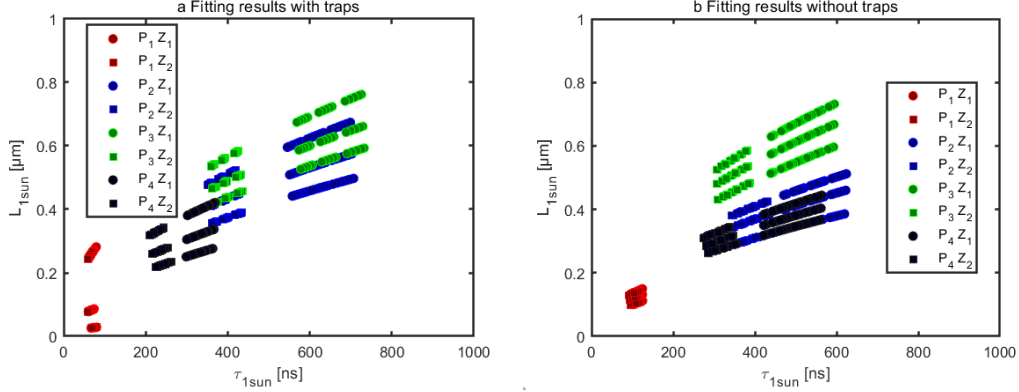 a Fitting results with traps
1
0.8
0.6
0.4
0.2
0
L1sun [µm]
P1 Z1
P1 Z2
P2 Z1
P2 Z2
P3 Z1
P3 Z2
P4 Z1
P4 Z2
0 200 400 600 800 1000
τ1sun [ns]
b Fitting results without traps
1
0.8
0.6
0.4
0.2
0
L1sun [µm]
P1 Z1
P1 Z2
P2 Z1
P2 Z2
P3 Z1
P3 Z2
P4 Z1
P4 Z2
0 200 400 600 800 1000
τ1sun [ns]